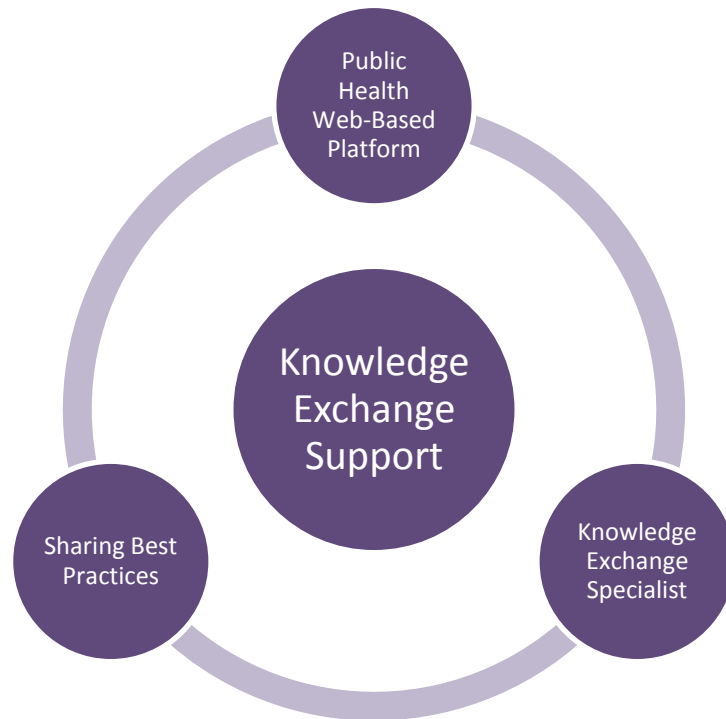 Public
Health
Web-Based
Platform
Knowledge
Exchange
Support
Sharing Best
Practices
Knowledge
Exchange
Specialist